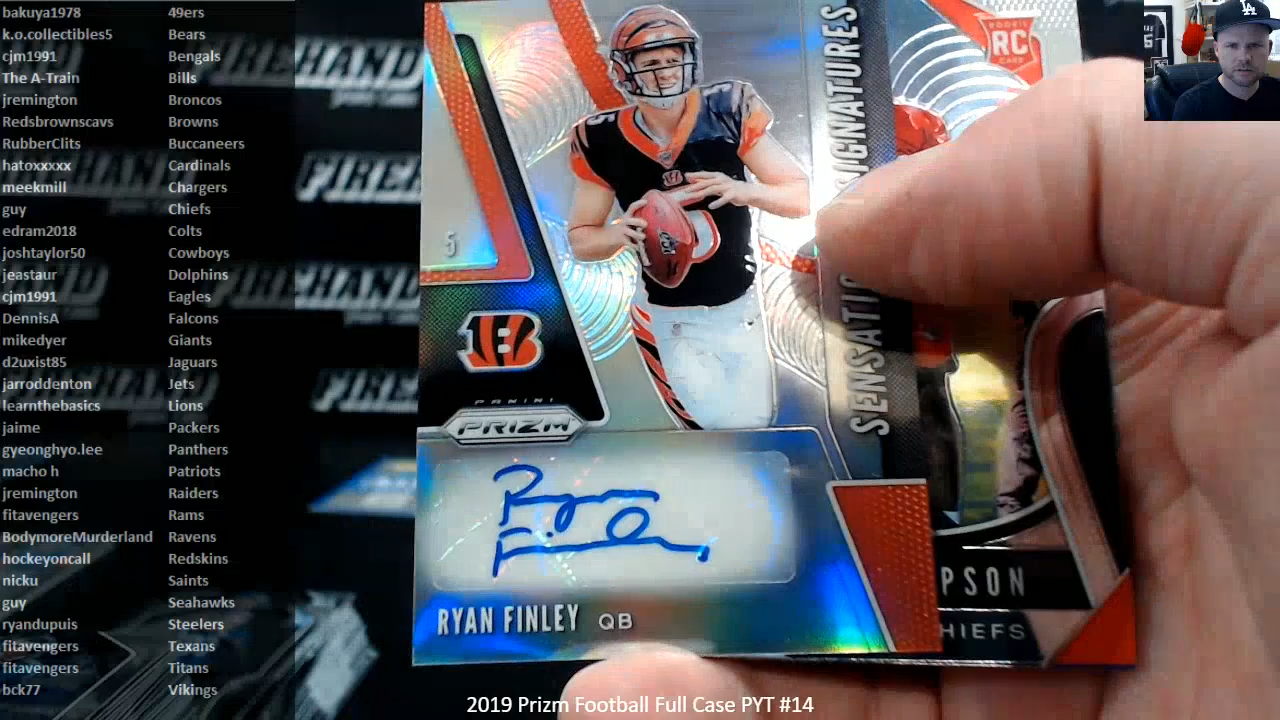 bakuya1978 49ers
k.o.collectibles5 Bears
cjm1991 Bengals
The A-Train Bills
jremington Broncos
Redsbrownscavs Browns
RubberClits Buccaneers
hatoxxxxx Cardinals
meekmill Chargers
guy Chiefs
edram2018 Colts
joshtaylor50 Cowboys
jeastaur Dolphins
cjm1991 Eagles
DennisA Falcons
mikedyer Giants
d2uxist85 Jaguars
jarroddenton Jets
learnthebasics Lions
jaime Packers
gyeonghyo.lee Panthers
macho h Patriots
jremington Raiders
fitavengers Rams
BodymoreMurderland Ravens
hockeyoncall Redskins
nicku Saints
guy Seahawks
ryandupuis Steelers
fitavengers Texans
fitavengers Titans
bck77 Vikings
5
B
PANINI
PRIZM
Ryan
Finley
RYAN FINLEY QB
SIGNATURES
ROOKIE
RC
CARD
PSON
HIEFS
LA
2019 Prizm Football Full Case PYT #14